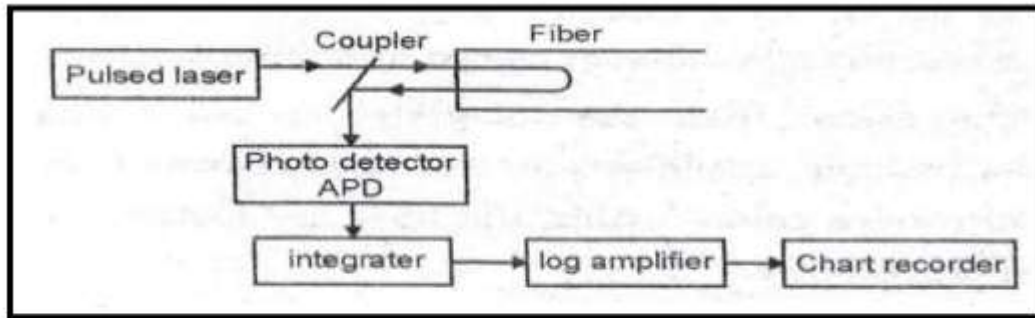 Coupler
Fiber
Pulsed laser
Photo detector
APD
integrater
log amplifier
Chart recorder